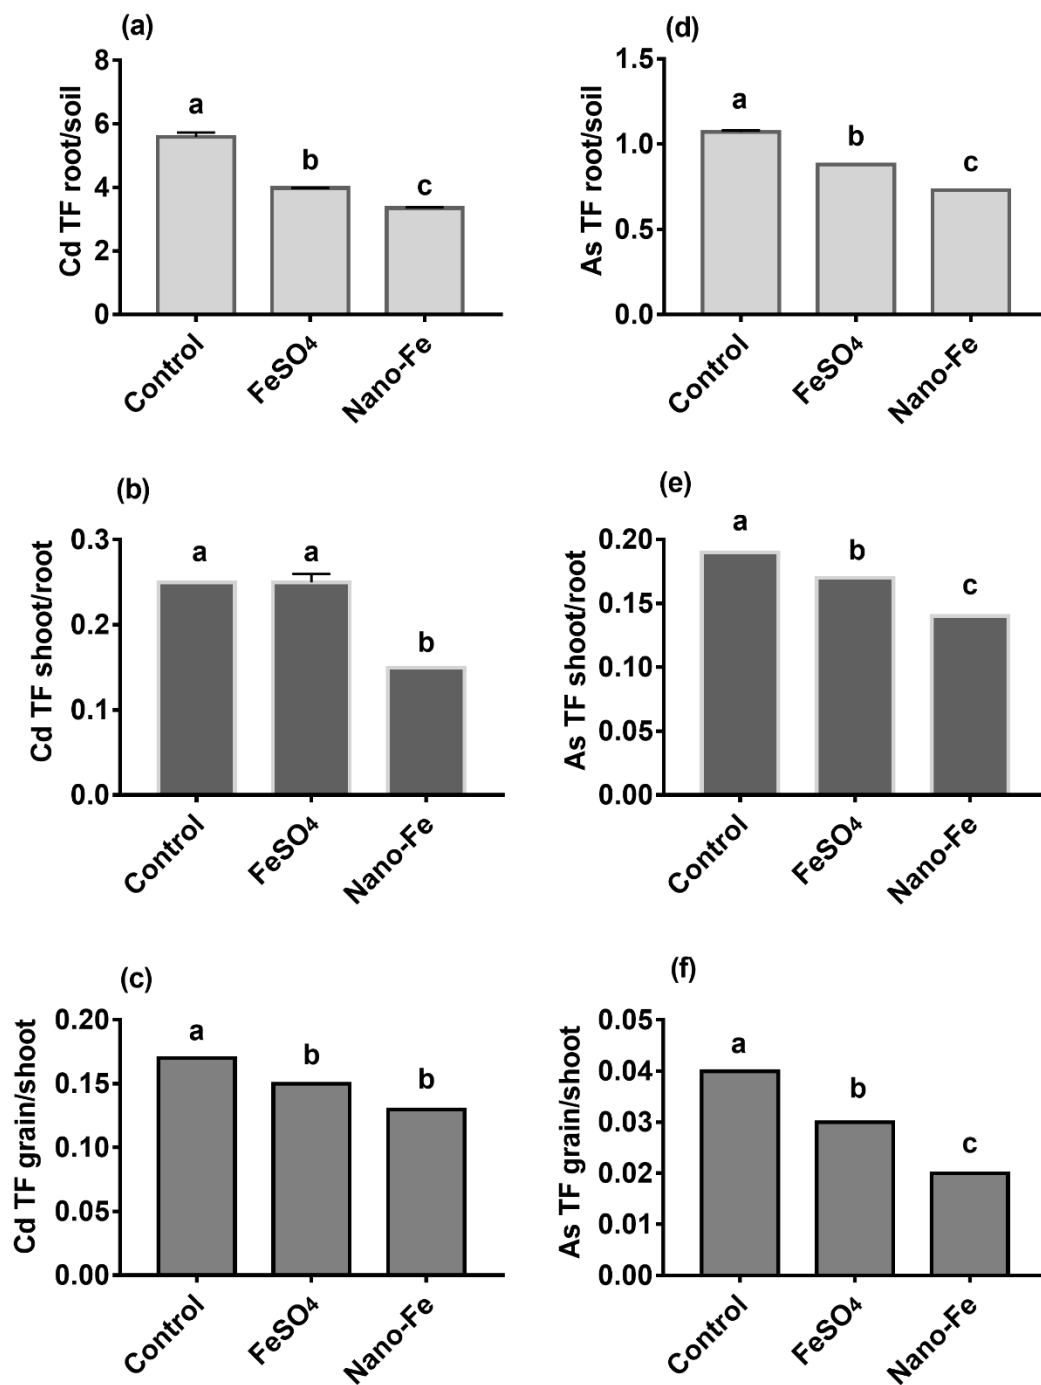 (a)
Cd TF root/soil
8
6
4
2
0
a
b
c
Control
FeSO₄
Nano-Fe
(d)
As TF root/soil
1.5
1.0
0.5
0.0
a
b
c
Control
FeSO₄
Nano-Fe
(b)
Cd TF shoot/root
0.3
0.2
0.1
0.0
a
a
b
Control
FeSO₄
Nano-Fe
(e)
As TF shoot/root
0.20
0.15
0.10
0.05
0.00
a
b
c
Control
FeSO₄
Nano-Fe
(c)
Cd TF grain/shoot
0.20
0.15
0.10
0.05
0.00
a
b
b
Control
FeSO₄
Nano-Fe
(f)
As TF grain/shoot
0.05
0.04
0.03
0.02
0.01
0.00
a
b
c
Control
FeSO₄
Nano-Fe